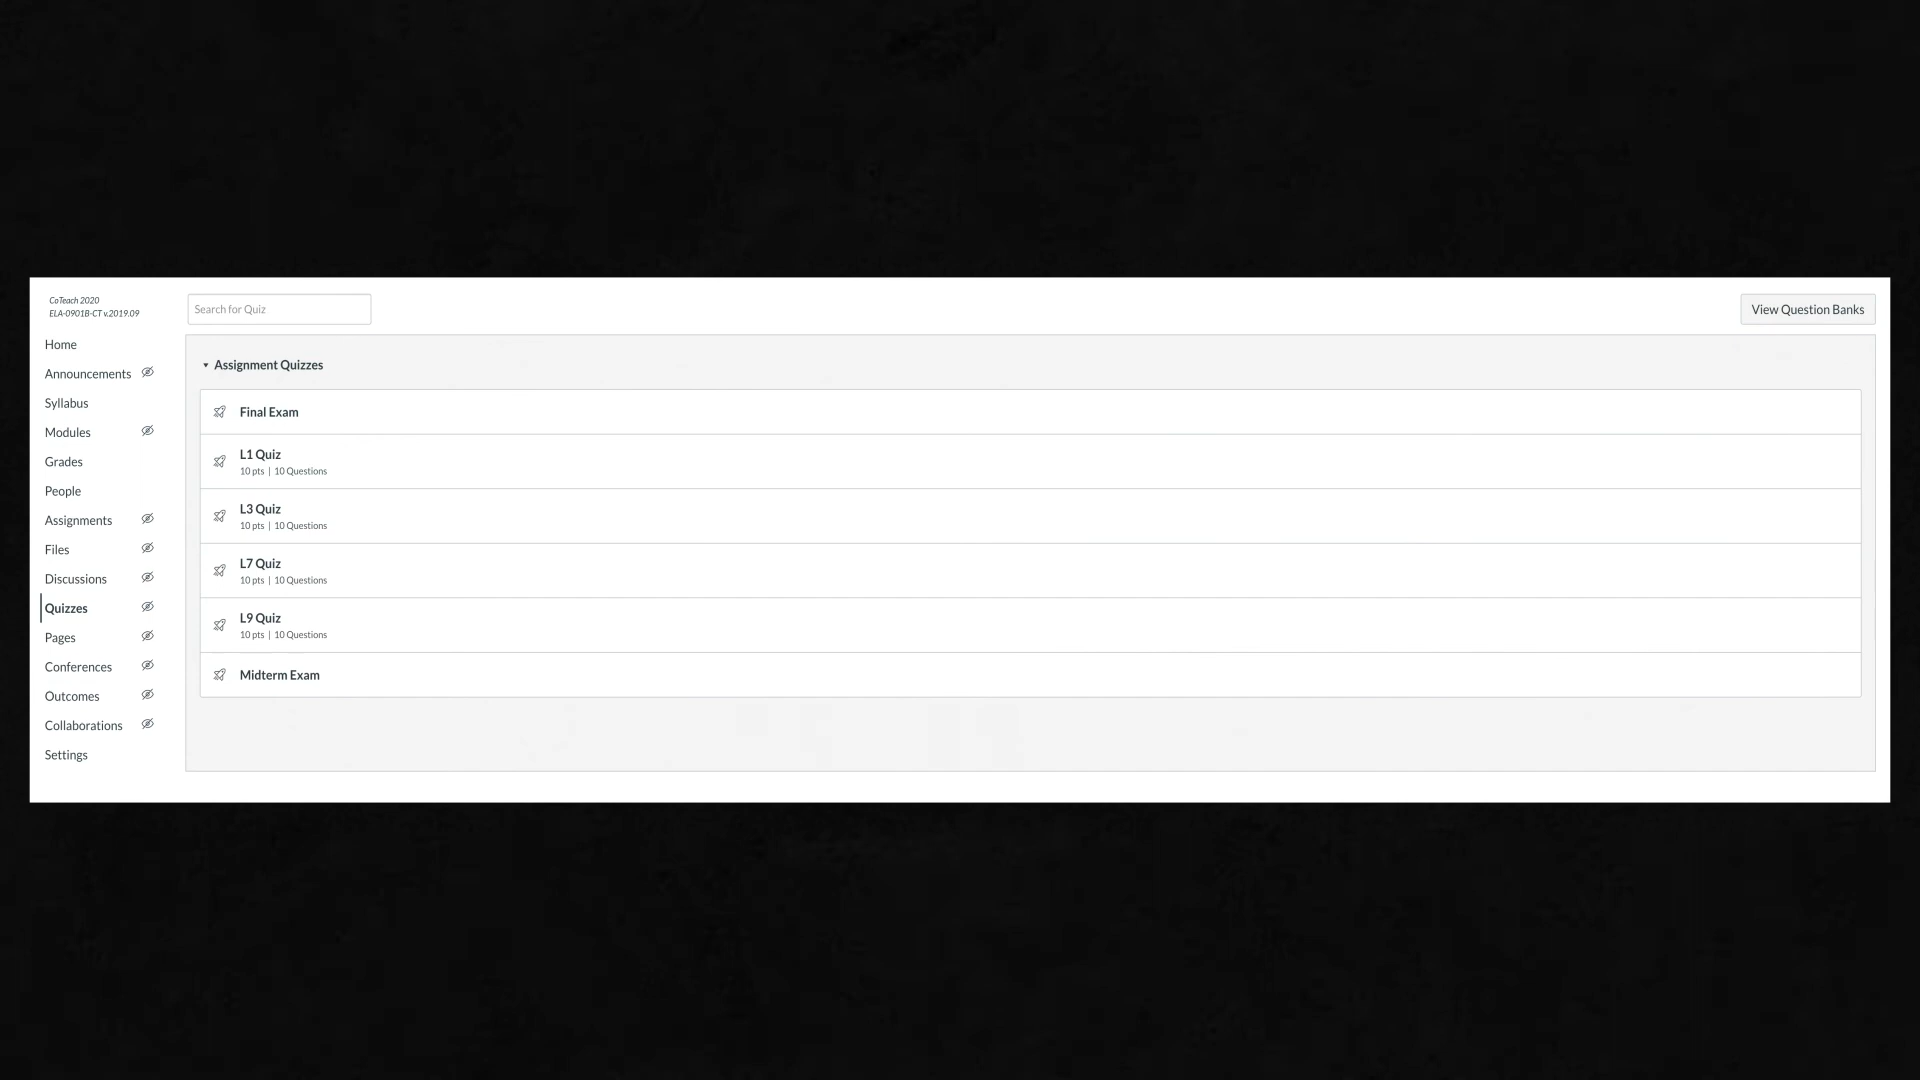 CoTeach 2020
ELA-0901B-CT v.2019.09
Home
Announcements
Syllabus
Modules
Grades
People
Assignments
Files
Discussions
Quizzes
Pages
Conferences
Outcomes
Collaborations
Settings
Search for Quiz
View Question Banks
Assignment Quizzes
Final Exam
L1 Quiz
10 pts | 10 Questions
L3 Quiz
10 pts | 10 Questions
L7 Quiz
10 pts | 10 Questions
L9 Quiz
10 pts | 10 Questions
Midterm Exam